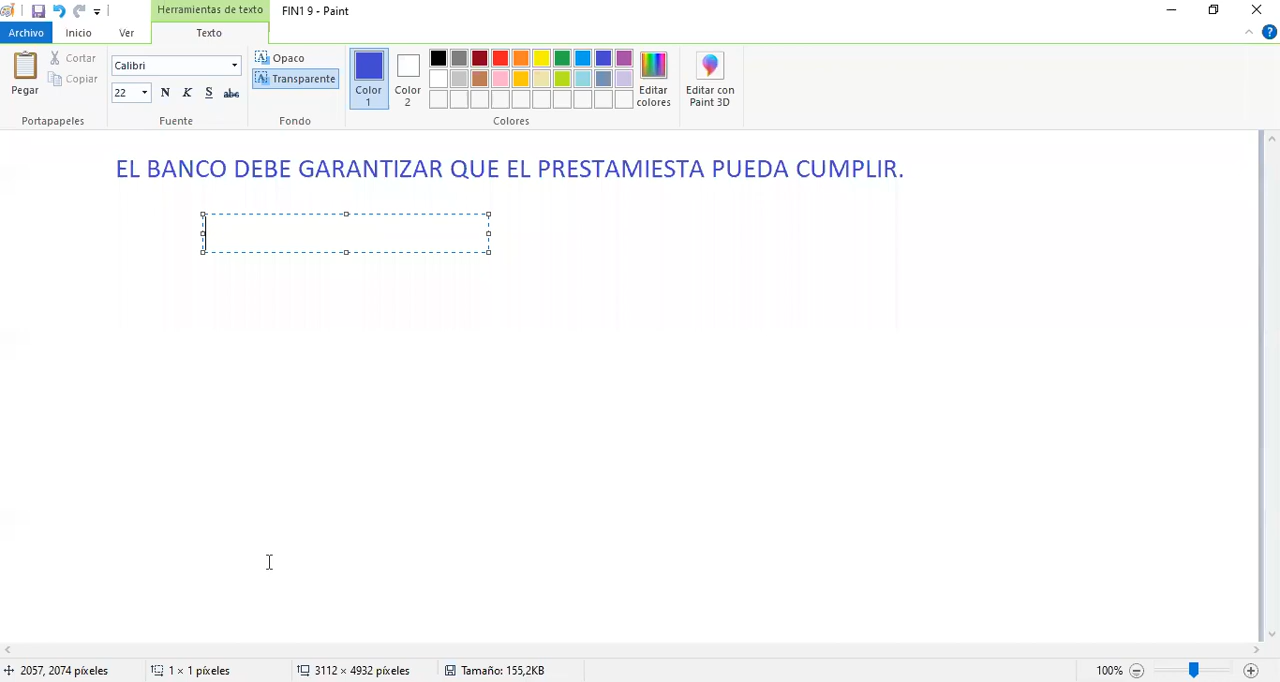 Herramientas de texto
FIN1 9 - Paint
Archivo
Inicio
Ver
Texto
Pegar
Cortar
Copiar
Portapapeles
Calibri
22
N K S abc
Fuente
Opaco
Transparente
Fondo
Color 1
Color 2
Editar colores
Colores
Editar con Paint 3D
EL BANCO DEBE GARANTIZAR QUE EL PRESTAMIESTA PUEDA CUMPLIR.
2057, 2074 píxeles
1 × 1 píxeles
3112 × 4932 píxeles
Tamaño: 155,2KB
100%